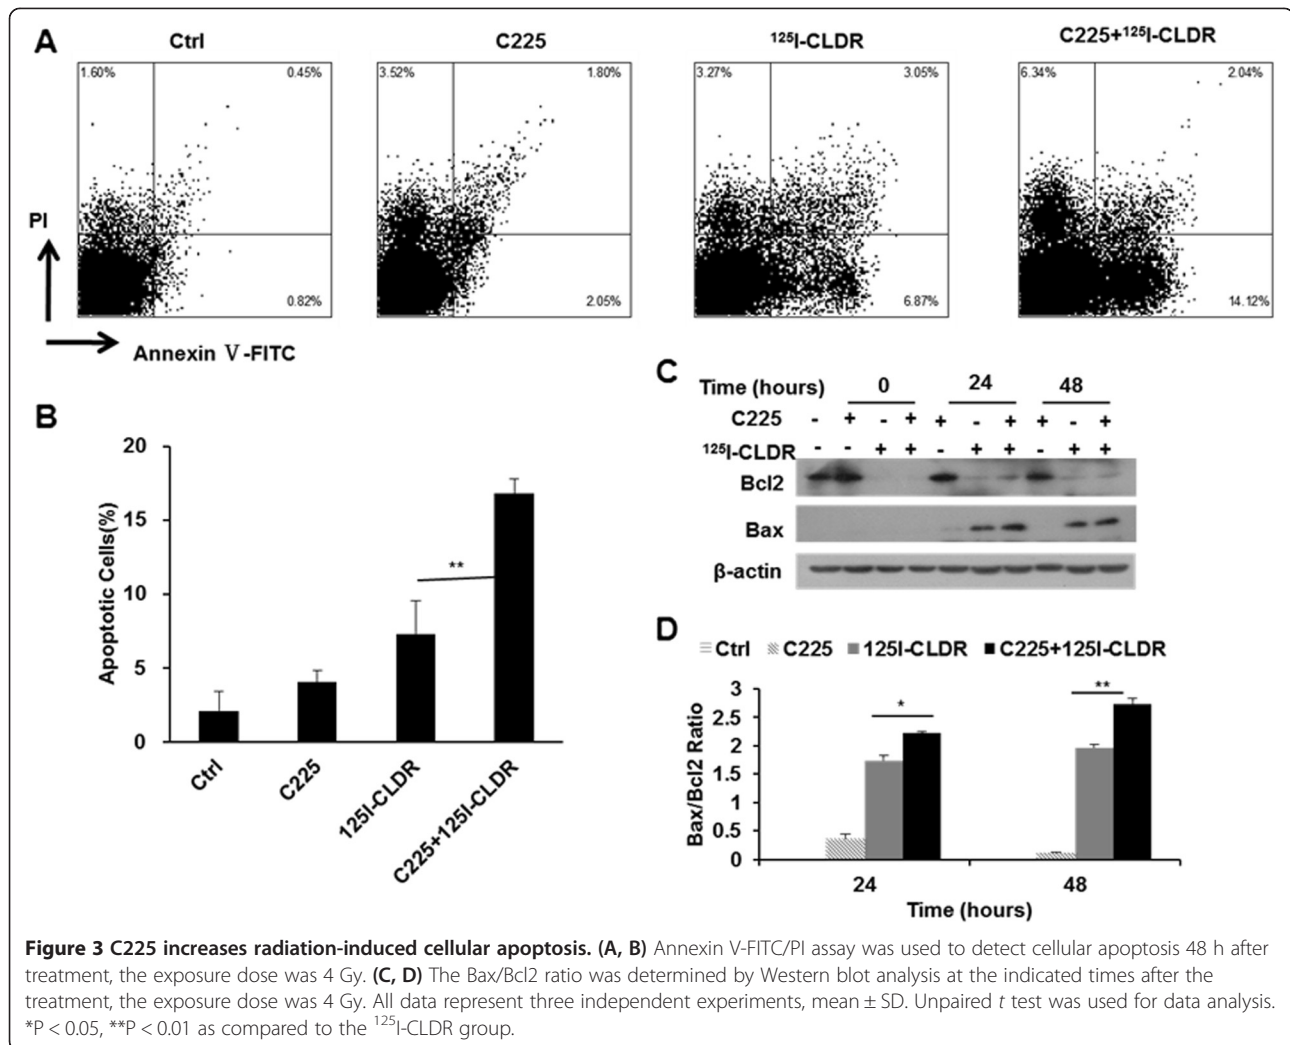 A
Ctrl
C225
¹²⁵I-CLDR
C225+¹²⁵I-CLDR
1.60%
0.45%
3.52%
1.80%
3.27%
3.05%
6.34%
2.04%
PI
0.82%
2.05%
6.87%
14.12%
Annexin V-FITC
B
20
15
10
5
0
Apoptotic Cells(%)
**
Ctrl
C225
125I-CLDR
C225+125I-CLDR
C
Time (hours) 0 24 48
C225 - + - + + - + + - +
¹²⁵I-CLDR - - + + - + + - + +
Bcl2
Bax
β-actin
D
Ctrl C225 125I-CLDR C225+125I-CLDR
3
2.5
2
1.5
1
0.5
0
Bax/Bcl2 Ratio
*
**
24 48
Time (hours)
Figure 3 C225 increases radiation-induced cellular apoptosis. (A, B) Annexin V-FITC/PI assay was used to detect cellular apoptosis 48 h after
treatment, the exposure dose was 4 Gy. (C, D) The Bax/Bcl2 ratio was determined by Western blot analysis at the indicated times after the
treatment, the exposure dose was 4 Gy. All data represent three independent experiments, mean ± SD. Unpaired t test was used for data analysis.
*P < 0.05, **P < 0.01 as compared to the ¹²⁵I-CLDR group.